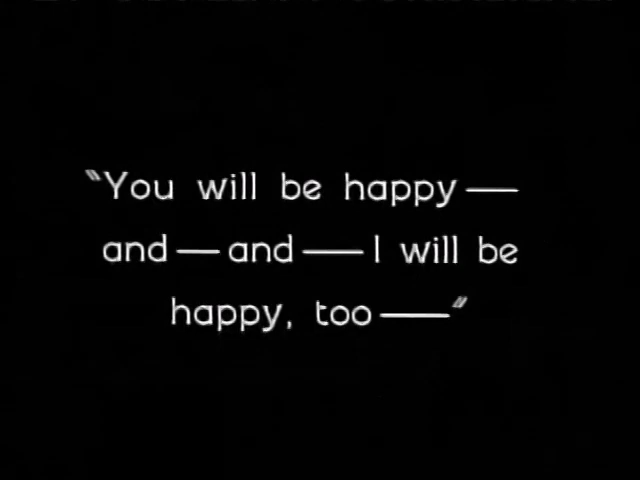 "You will be happy—
and—and—I will be
happy, too—"